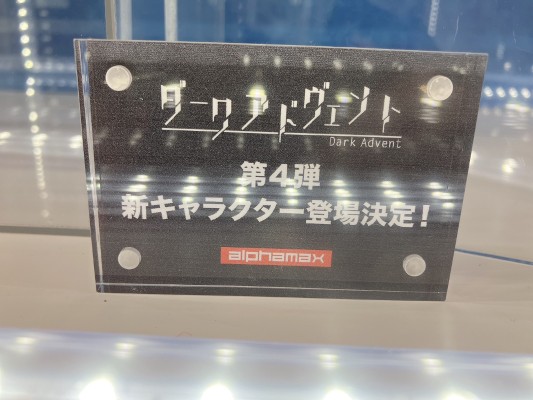 ダークアドヴェント
Dark Advent
第4弾
新キャラクター登場決定!
alphamax